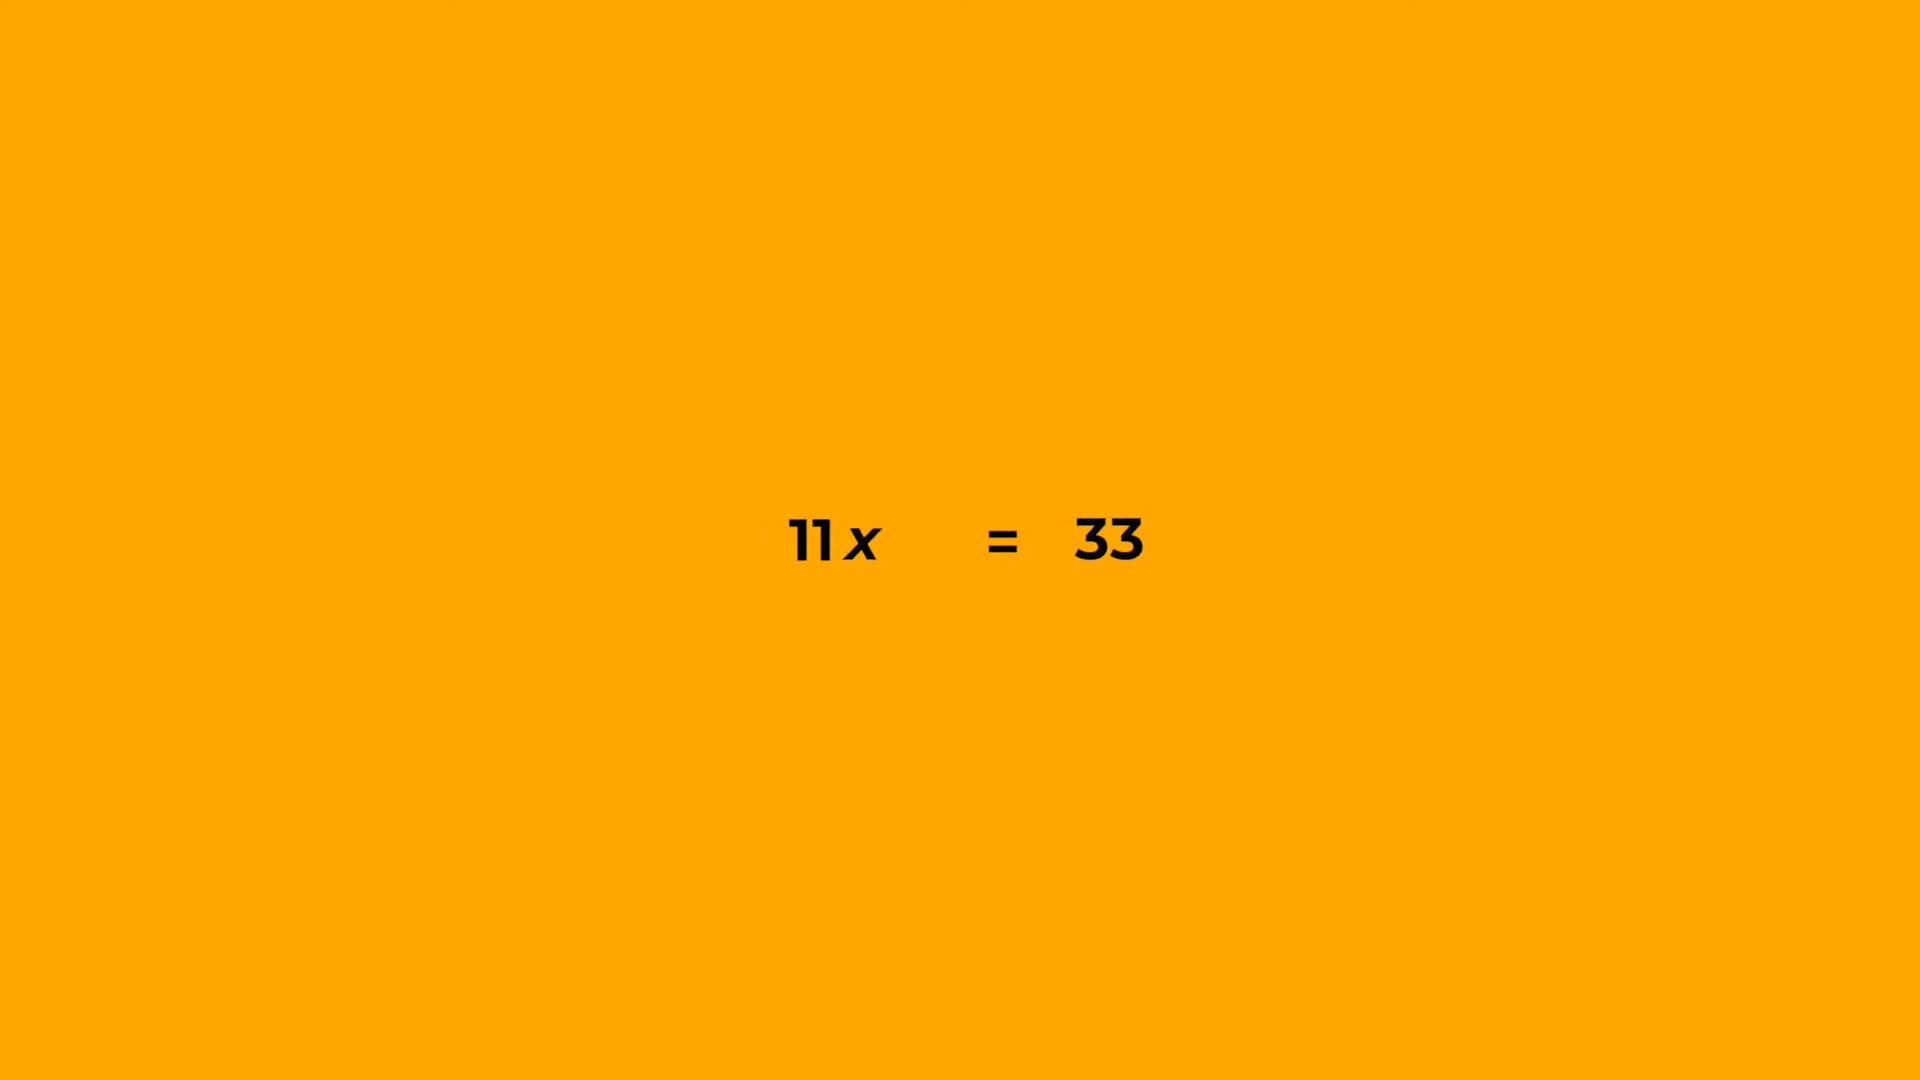 11x = 33